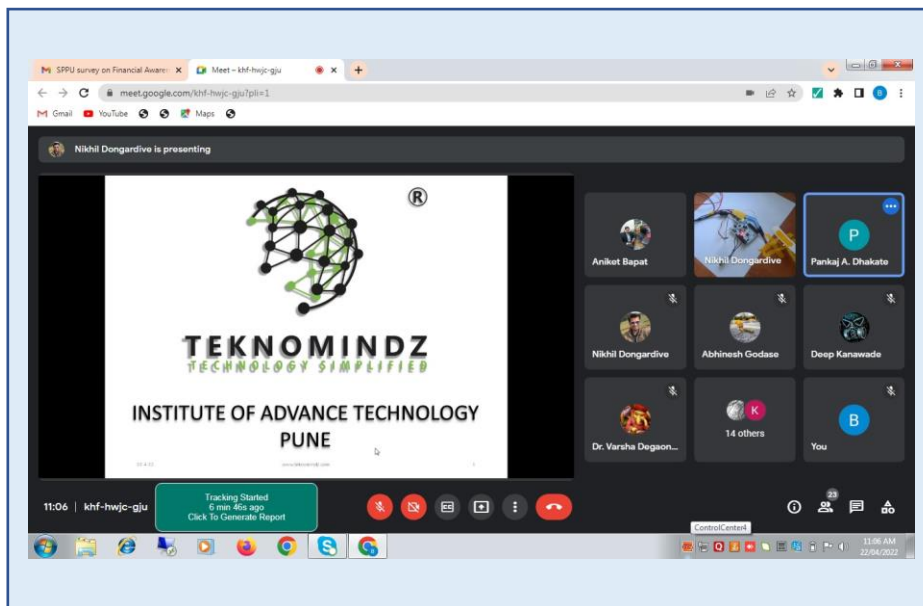 SPPU survey on Financial Awaren
Meet – khf-hwjc-gju
meet.google.com/khf-hwjc-gju?pli=1
B
Gmail
YouTube
Maps
Nikhil Dongardive is presenting
®
TEKNOMINDZ
TECHNOLOGY SIMPLIFIED
INSTITUTE OF ADVANCE TECHNOLOGY
PUNE
Aniket Bapat
Nikhil Dongardive
P
Pankaj A. Dhakate
Nikhil Dongardive
Abhinesh Godase
Deep Kanawade
Dr. Varsha Degaon...
K
14 others
B
You
11:06 | khf-hwjc-gju
Tracking Started
6 min 46s ago
Click To Generate Report
23
ControlCenter4
11:06 AM
22/04/2022